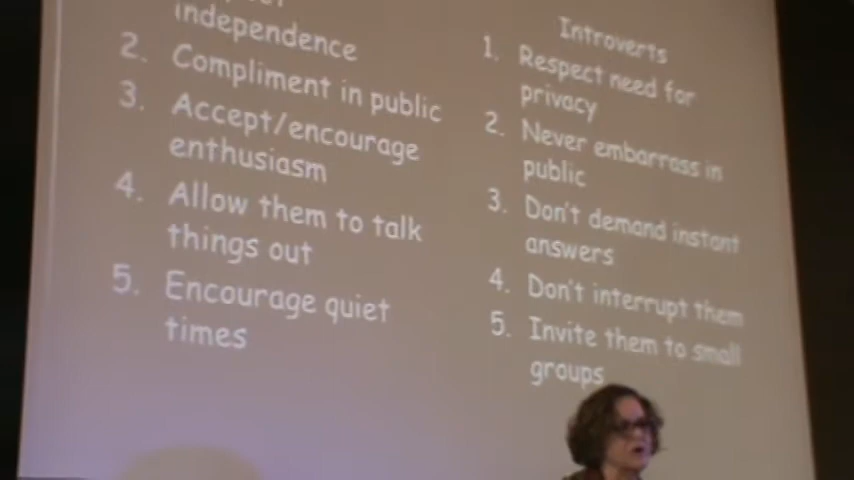 independence
2. Compliment in public
3. Accept/encourage
enthusiasm
4. Allow them to talk
things out
5. Encourage quiet
times
Introverts
1. Respect need for
privacy
2. Never embarrass in
public
3. Don't demand instant
answers
4. Don't interrupt them
5. Invite them to small
groups